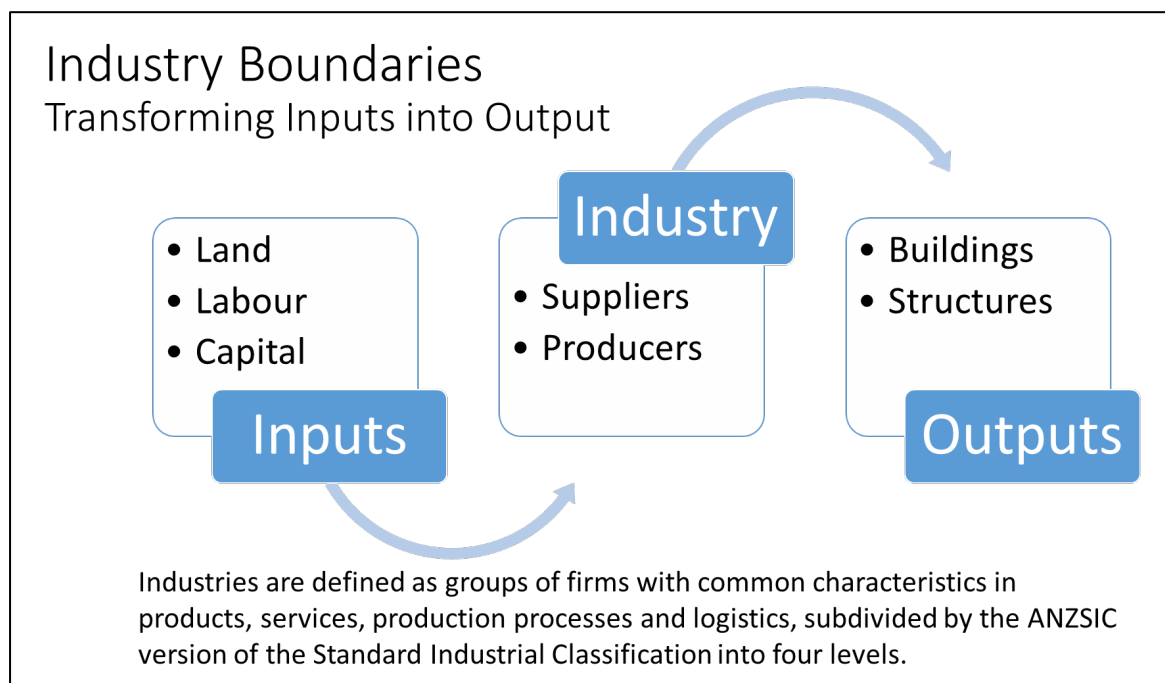 Industry Boundaries
Transforming Inputs into Output
• Land
• Labour
• Capital
Inputs
Industry
• Suppliers
• Producers
• Buildings
• Structures
Outputs
Industries are defined as groups of firms with common characteristics in
products, services, production processes and logistics, subdivided by the ANZSIC
version of the Standard Industrial Classification into four levels.